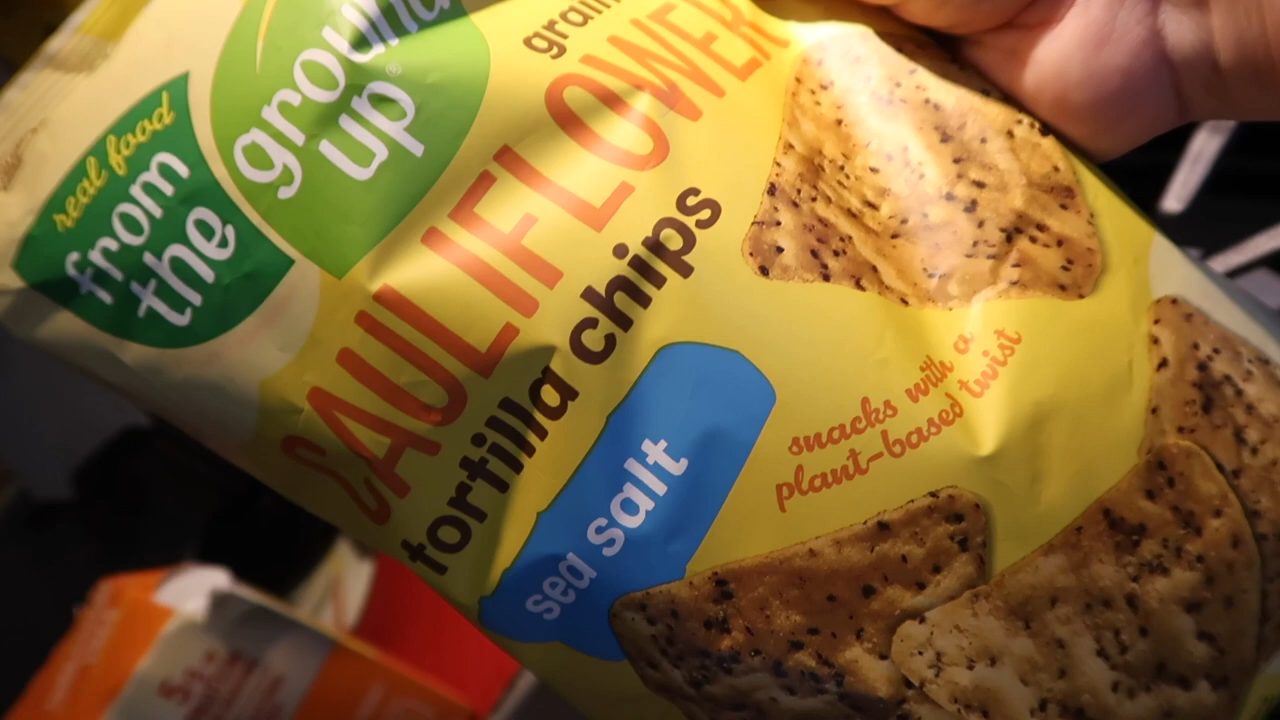 real food
from
the
ground
up®
grain
CAULIFLOWER
tortilla chips
sea salt
snacks with a
plant-based twist